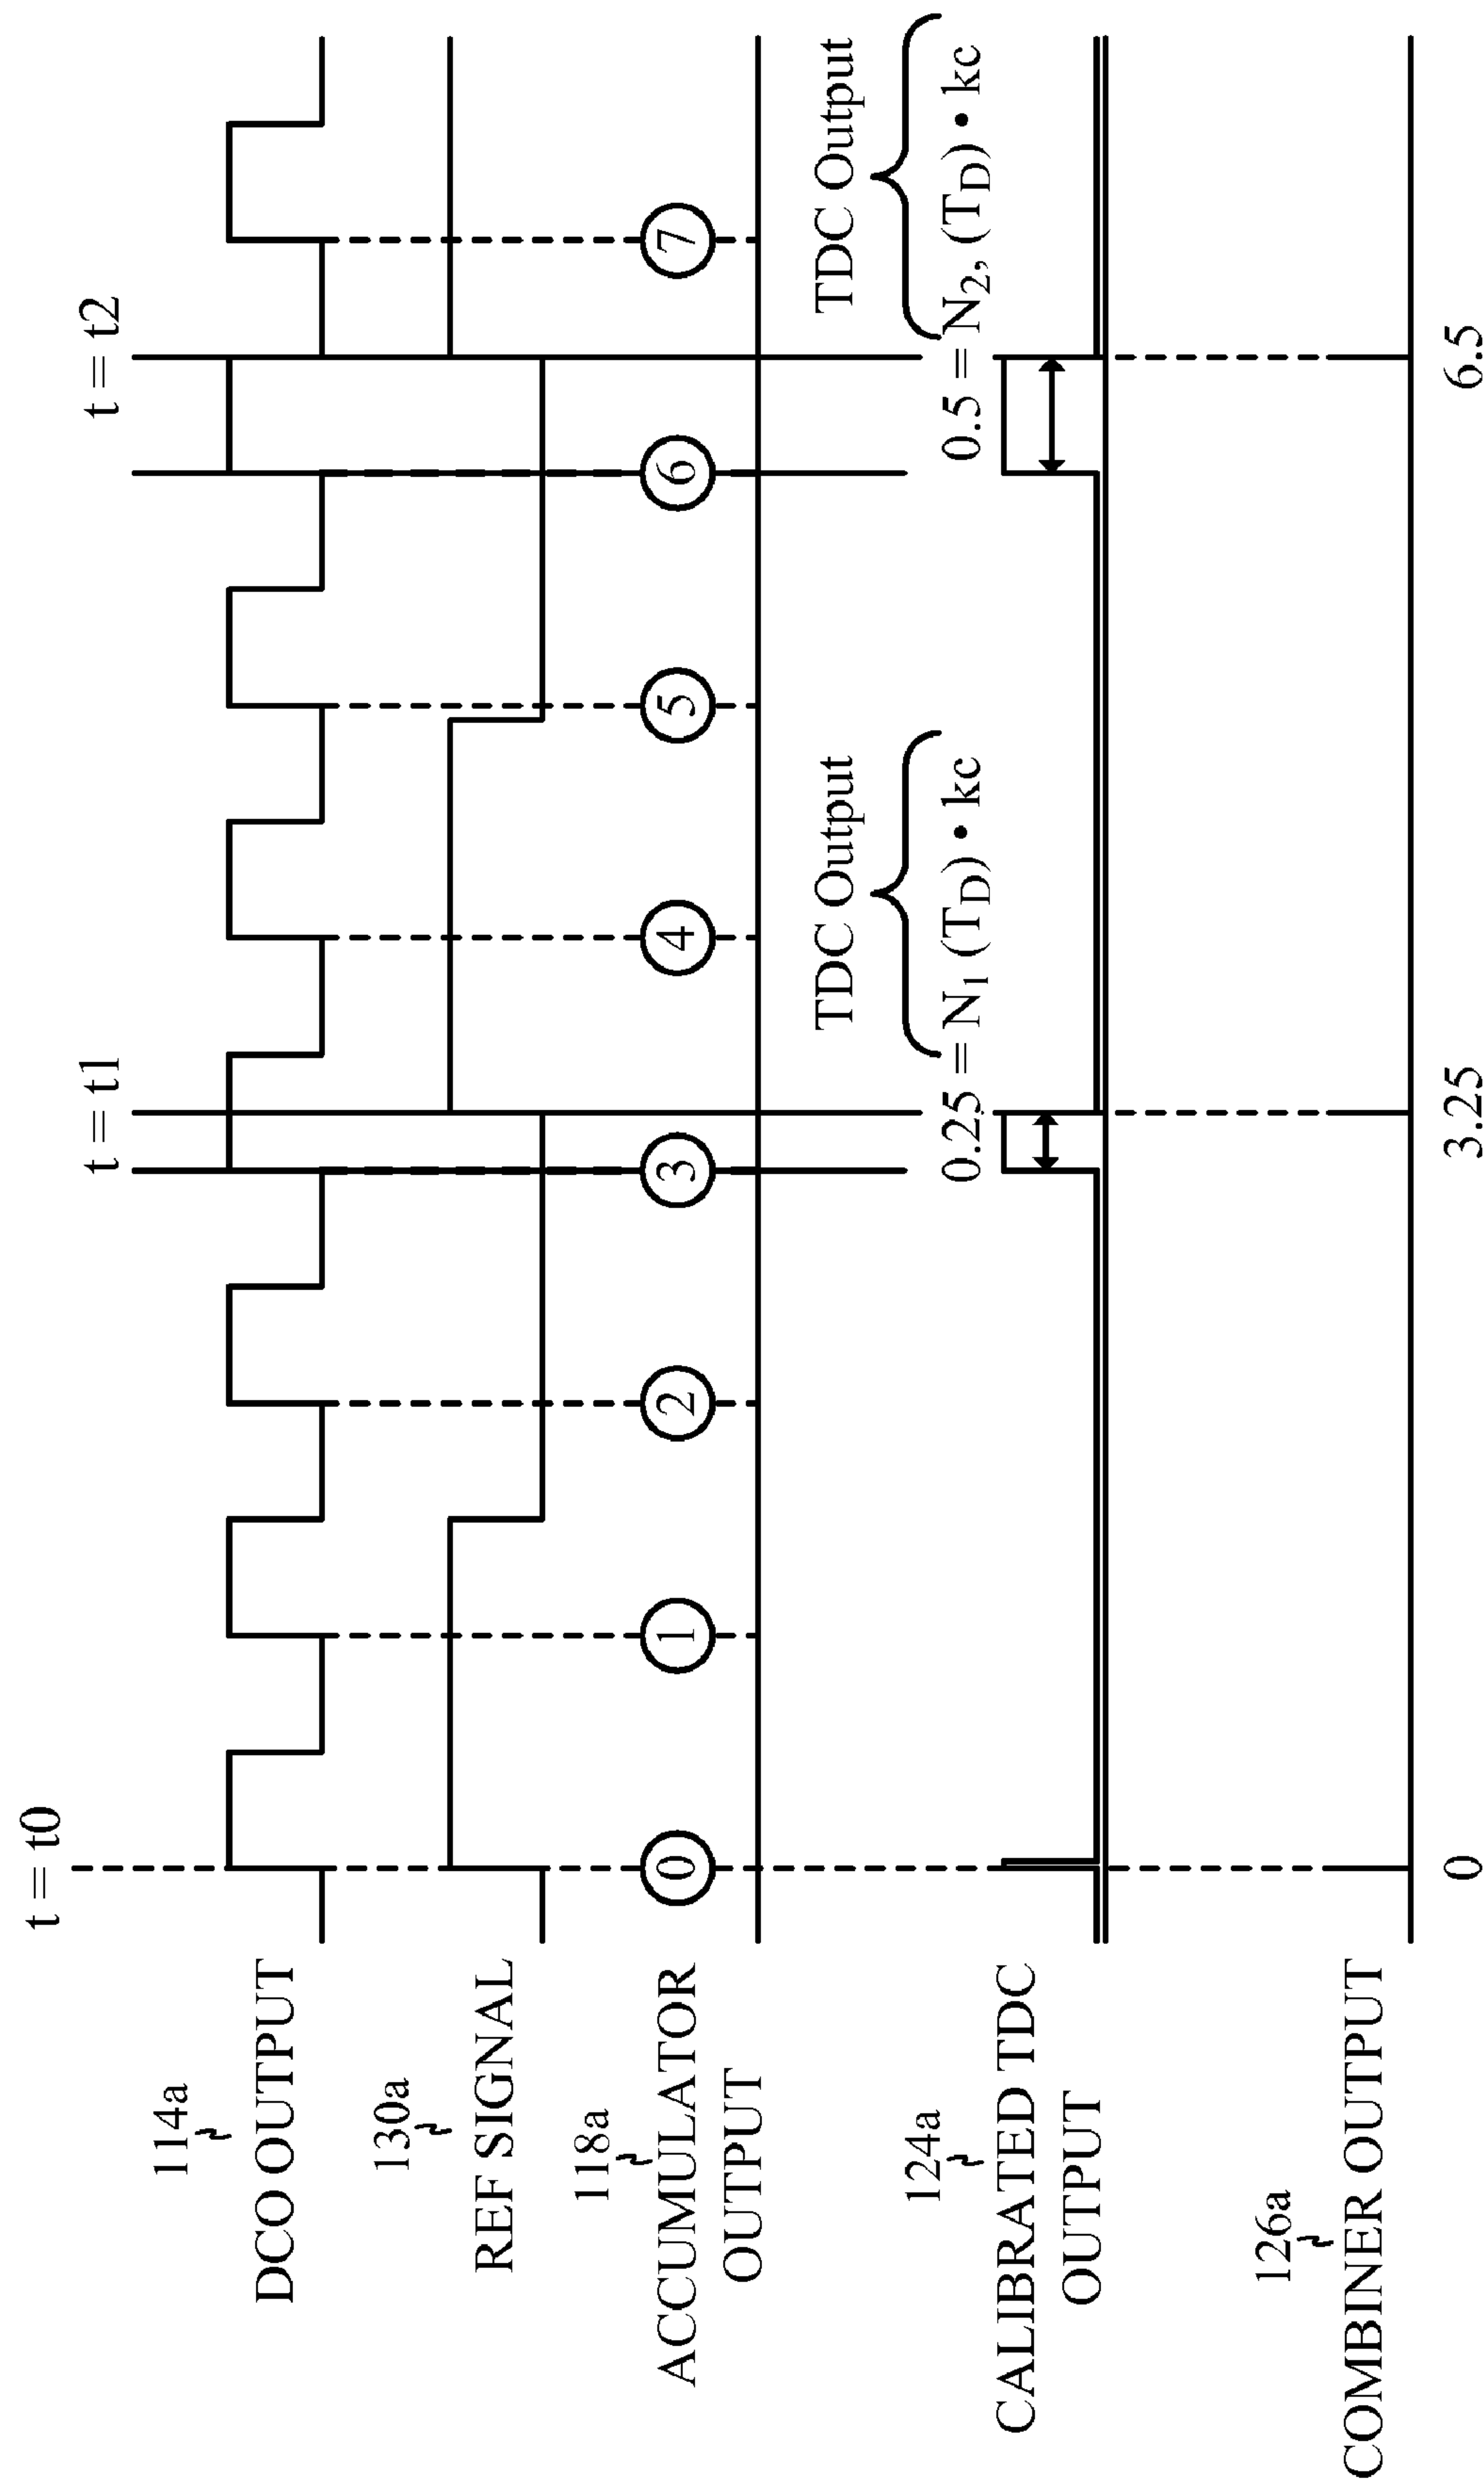 t = t0
t = t1
t = t2
114a
DCO OUTPUT
130a
REF SIGNAL
118a
ACCUMULATOR
OUTPUT
0
1
2
3
4
5
6
7
TDC Output
0.25 = N1 (TD) • kc
TDC Output
0.5 = N2, (TD) • kc
124a
CALIBRATED TDC
OUTPUT
126a
COMBINER OUTPUT
0
3.25
6.5